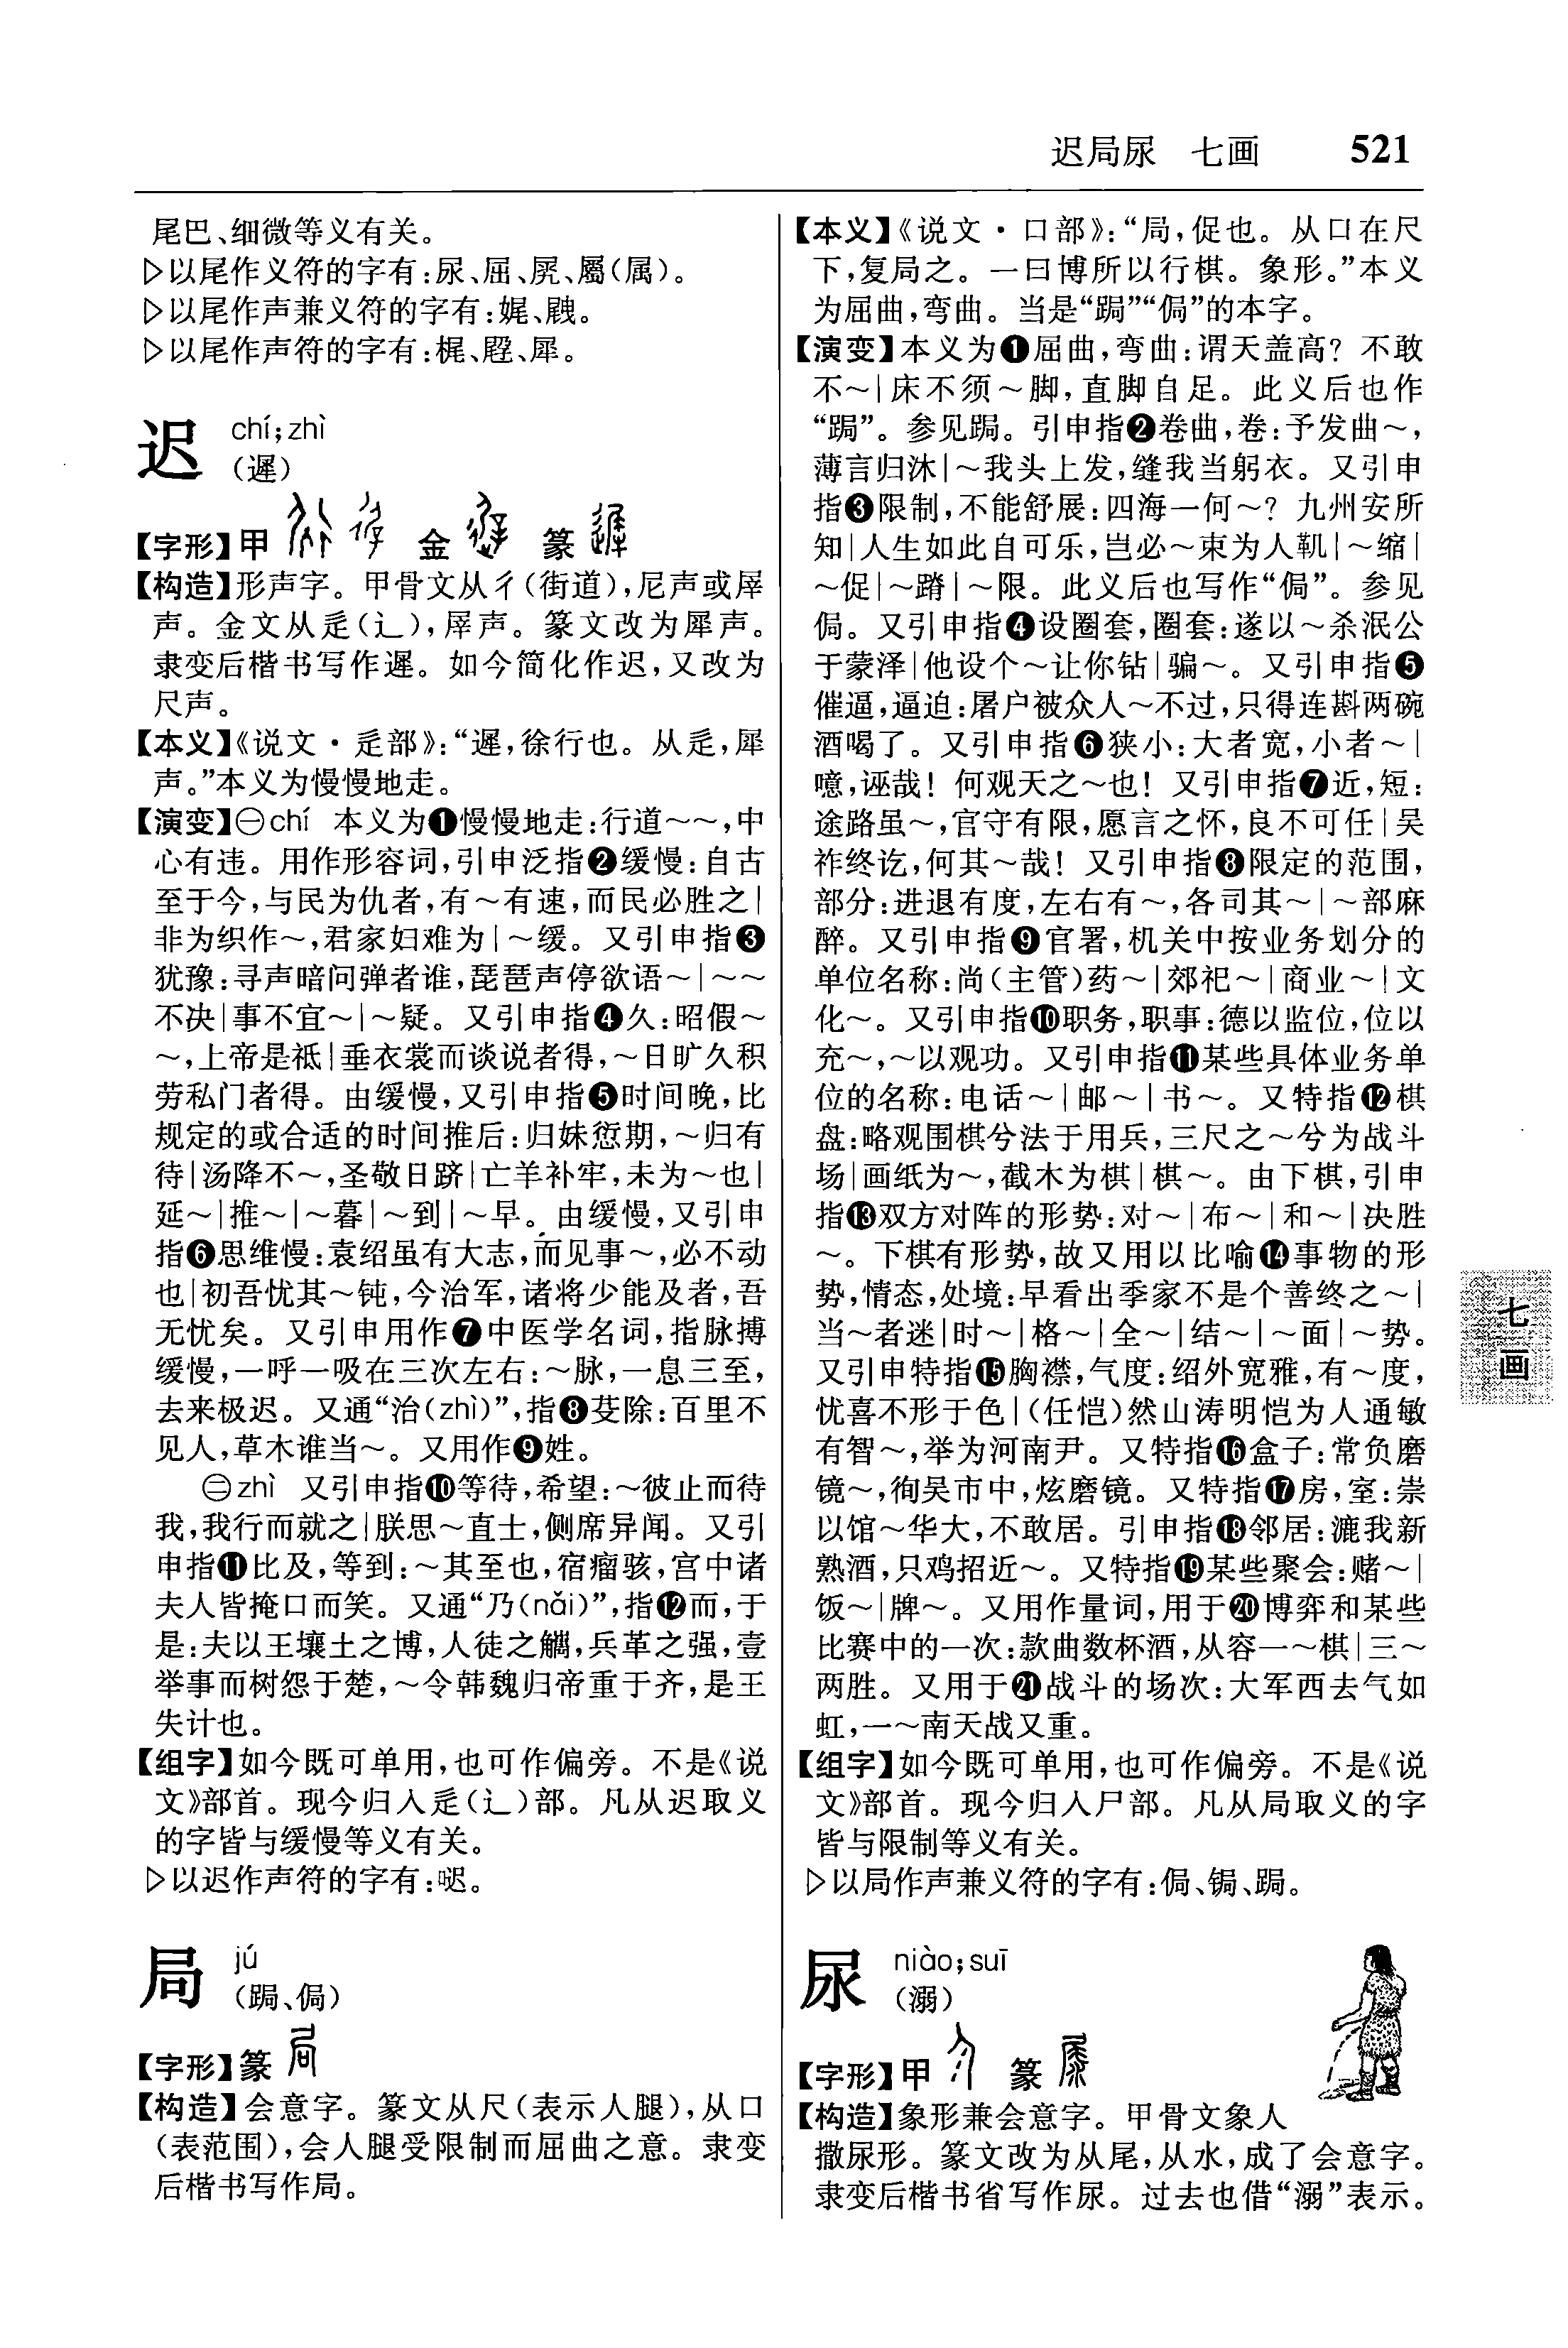 迟局尿 七画 521
尾巴、细微等义有关。
▷以尾作义符的字有:尿、屈、屄、屬(属)。
▷以尾作声兼义符的字有:娓、䬿。
▷以尾作声符的字有:梶、犀。
迟 chí;zhì
(遲)
【字形】甲 金 篆
【构造】形声字。甲骨文从彳(街道),尼声或屖
声。金文从辵(辶),屖声。篆文改为犀声。
隶变后楷书写作遲。如今简化作迟,又改为
尺声。
【本义】《说文·辵部》:“遲,徐行也。从辵,犀
声。”本义为慢慢地走。
【演变】㊀chí 本义为❶慢慢地走:行道~~,中
心有违。用作形容词,引申泛指❷缓慢:自古
至于今,与民为仇者,有~有速,而民必胜之|
非为织作~,君家妇难为|~缓。又引申指❸
犹豫:寻声暗问弹者谁,琵琶声停欲语~|~~
不决|事不宜~|~疑。又引申指❹久:昭假~
~,上帝是祗|垂衣裳而谈说者得,~日旷久积
劳私门者得。由缓慢,又引申指❺时间晚,比
规定的或合适的时间推后:归妹愆期,~归有
待|汤降不~,圣敬日跻|亡羊补牢,未为~也|
延~|推~|~暮|~到|~早。由缓慢,又引申
指❻思维慢:袁绍虽有大志,而见事~,必不动
也|初吾忧其~钝,今治军,诸将少能及者,吾
无忧矣。又引申用作❼中医学名词,指脉搏
缓慢,一呼一吸在三次左右:~脉,一息三至,
去来极迟。又通“治(zhì)”,指❽芟除:百里不
见人,草木谁当~。又用作❾姓。
㊁zhì 又引申指❿等待,希望:~彼止而待
我,我行而就之|朕思~直士,侧席异闻。又引
申指⓫比及,等到:~其至也,宿瘤骇,宫中诸
夫人皆掩口而笑。又通“乃(nǎi)”,指⓬而,于
是:夫以王壤土之博,人徒之觿,兵革之强,壹
举事而树怨于楚,~令韩魏归帝重于齐,是王
失计也。
【组字】如今既可单用,也可作偏旁。不是《说
文》部首。现今归入辵(辶)部。凡从迟取义
的字皆与缓慢等义有关。
▷以迟作声符的字有:。
局 jú
(跼、侷)
【字形】篆
【构造】会意字。篆文从尺(表示人腿),从口
(表范围),会人腿受限制而屈曲之意。隶变
后楷书写作局。
【本义】《说文·口部》:“局,促也。从口在尺
下,复局之。一曰博所以行棋。象形。”本义
为屈曲,弯曲。当是“跼”“侷”的本字。
【演变】本义为❶屈曲,弯曲:谓天盖高?不敢
不~|床不须~脚,直脚自足。此义后也作
“跼”。参见跼。引申指❷卷曲,卷:予发曲~,
薄言归沐|~我头上发,缝我当躬衣。又引申
指❸限制,不能舒展:四海一何~?九州安所
知|人生如此自可乐,岂必~束为人靰|~缩|
~促|~蹐|~限。此义后也写作“侷”。参见
侷。又引申指❹设圈套,圈套:遂以~杀泯公
于蒙泽|他设个~让你钻|骗~。又引申指❺
催逼,逼迫:屠户被众人~不过,只得连斟两碗
酒喝了。又引申指❻狭小:大者宽,小者~|
噫,诬哉!何观天之~也!又引申指❼近,短:
途路虽~,官守有限,愿言之怀,良不可任|吴
祚终讫,何其~哉!又引申指❽限定的范围,
部分:进退有度,左右有~,各司其~|~部麻
醉。又引申指❾官署,机关中按业务划分的
单位名称:尚(主管)药~|郊祀~|商业~|文
化~。又引申指❿职务,职事:德以监位,位以
充~,~以观功。又引申指⓫某些具体业务单
位的名称:电话~|邮~|书~。又特指⓬棋
盘:略观围棋兮法于用兵,三尺之~兮为战斗
场|画纸为~,截木为棋|棋~。由下棋,引申
指⓭双方对阵的形势:对~|布~|和~|决胜
~。下棋有形势,故又用以比喻⓮事物的形
势,情态,处境:早看出季家不是个善终之~|
当~者迷|时~|格~|全~|结~|~面|~势。
又引申特指⓯胸襟,气度:绍外宽雅,有~度,
忧喜不形于色|(任恺)然山涛明恺为人通敏
有智~,举为河南尹。又特指⓰盒子:常负磨
镜~,徇吴市中,炫磨镜。又特指⓱房,室:崇
以馆~华大,不敢居。引申指⓲邻居:漉我新
熟酒,只鸡招近~。又特指⓳某些聚会:赌~|
饭~|牌~。又用作量词,用于⓴博弈和某些
比赛中的一次:款曲数杯酒,从容一~棋|三~
两胜。又用于㉑战斗的场次:大军西去气如
虹,一~南天战又重。
【组字】如今既可单用,也可作偏旁。不是《说
文》部首。现今归入尸部。凡从局取义的字
皆与限制等义有关。
▷以局作声兼义符的字有:侷、锔、跼。
尿 niào;suī
(溺)
【字形】甲 篆
【构造】象形兼会意字。甲骨文象人
撒尿形。篆文改为从尾,从水,成了会意字。
隶变后楷书省写作尿。过去也借“溺”表示。
七
画